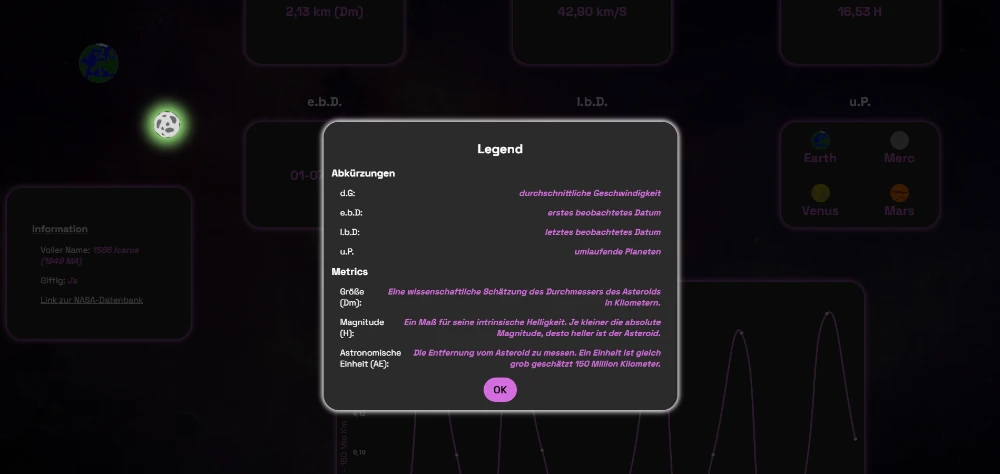 2,13 km (Dm)
42,90 km/S
16,53 H
e.b.D.
l.b.D.
u.P.
Legend
Abkürzungen
d.G:
durchschnittliche Geschwindigkeit
e.b.D:
erstes beobachtetes Datum
l.b.D:
letztes beobachtetes Datum
u.P.
umlaufende Planeten
Metrics
Größe (Dm):
Eine wissenschaftliche Schätzung des Durchmessers des Asteroids
in Kilometern.
Magnitude (H):
Ein Maß für seine intrinsische Helligkeit. Je kleiner die absolute
Magnitude, desto heller ist der Asteroid.
Astronomische Einheit (AE):
Die Entfernung vom Asteroid zu messen. Ein Einheit ist gleich
grob geschätzt 150 Million Kilometer.
OK
01-07
Earth
Merc
Venus
Mars
Information
Voller Name: 1566 Icarus
(1949 MA)
Giftig: Ja
Link zur NASA-Datenbank
0,10